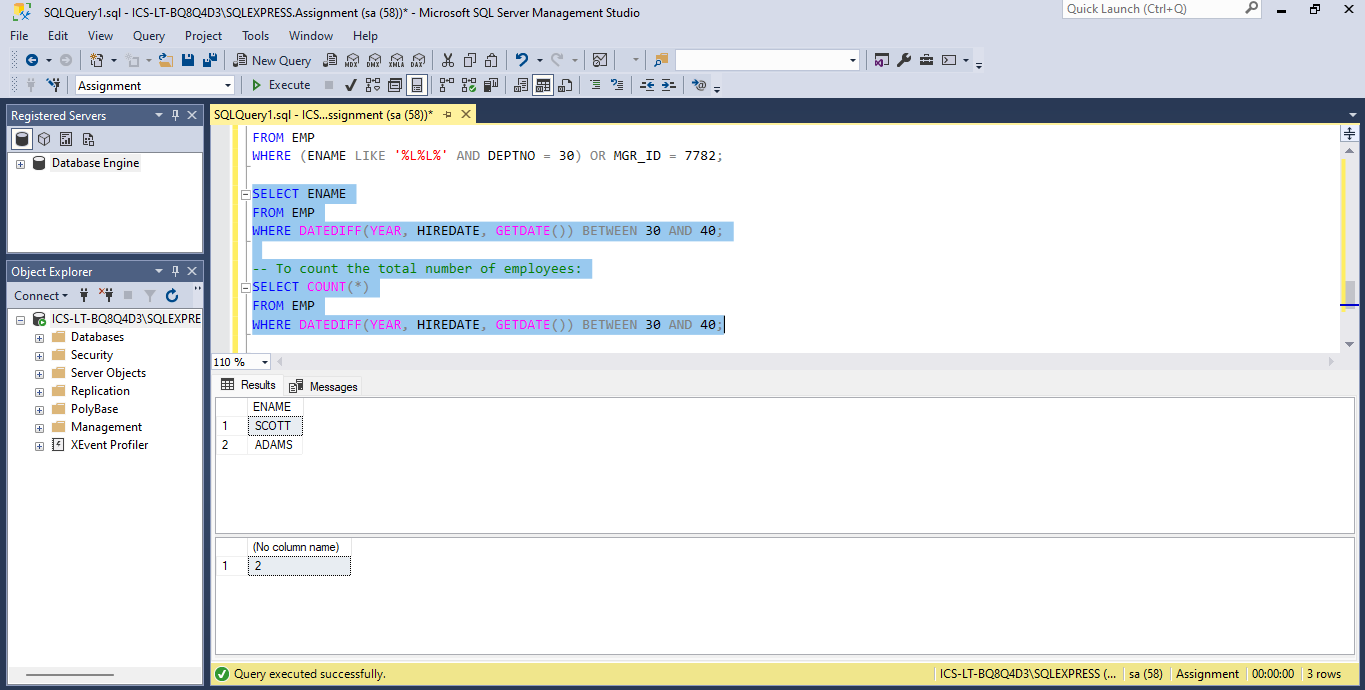 SQLQuery1.sql - ICS-LT-BQ8Q4D3\SQLEXPRESS.Assignment (sa (58))* - Microsoft SQL Server Management Studio
Quick Launch (Ctrl+Q)
File Edit View Query Project Tools Window Help
New Query MDX DMX XMLA DAX
Assignment Execute
Registered Servers
Database Engine
Object Explorer
Connect
ICS-LT-BQ8Q4D3\SQLEXPRE
Databases
Security
Server Objects
Replication
PolyBase
Management
XEvent Profiler
SQLQuery1.sql - ICS...ssignment (sa (58))*
FROM EMP
WHERE (ENAME LIKE '%L%L%' AND DEPTNO = 30) OR MGR_ID = 7782;
SELECT ENAME
FROM EMP
WHERE DATEDIFF(YEAR, HIREDATE, GETDATE()) BETWEEN 30 AND 40;
-- To count the total number of employees:
SELECT COUNT(*)
FROM EMP
WHERE DATEDIFF(YEAR, HIREDATE, GETDATE()) BETWEEN 30 AND 40;
110 %
Results Messages
ENAME
1 SCOTT
2 ADAMS
(No column name)
1 2
Query executed successfully. ICS-LT-BQ8Q4D3\SQLEXPRESS (... sa (58) Assignment 00:00:00 3 rows